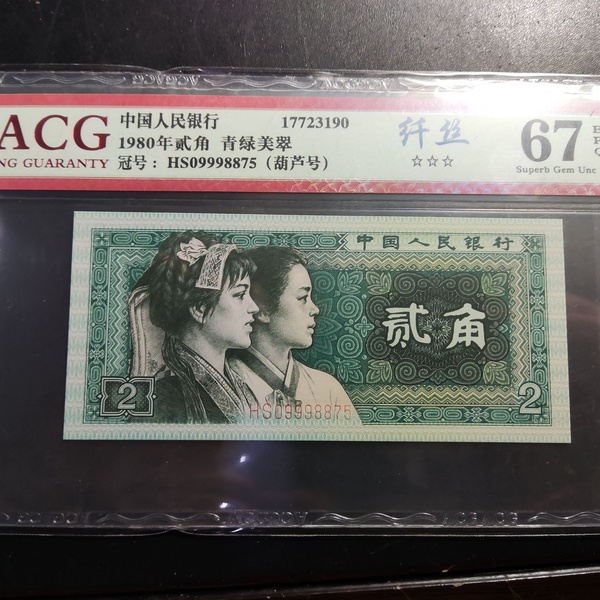 ACG
NG GUARANTY
中国人民银行 17723190
1980年贰角 青绿美翠
冠号：HS09998875（葫芦号）
纤丝
☆☆☆
67
E
P
Q
Superb Gem Unc
中国人民银行
贰角
2
HS09998875
2